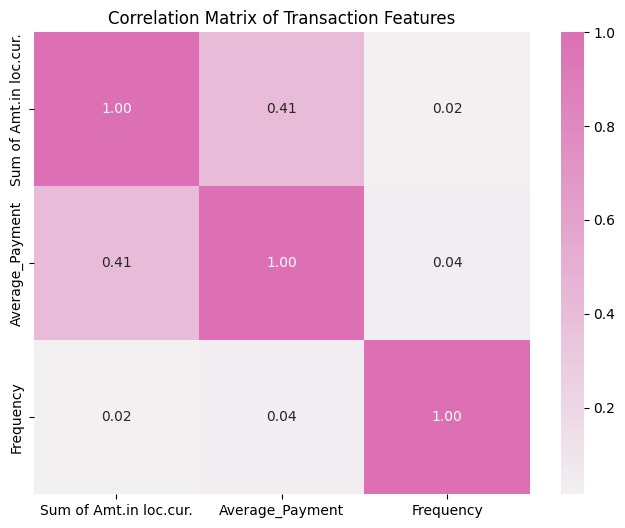 Correlation Matrix of Transaction Features
Sum of Amt.in loc.cur.
1.00 0.41 0.02
Average_Payment
0.41 1.00 0.04
Frequency
0.02 0.04 1.00
Sum of Amt.in loc.cur. Average_Payment Frequency
1.0
0.8
0.6
0.4
0.2